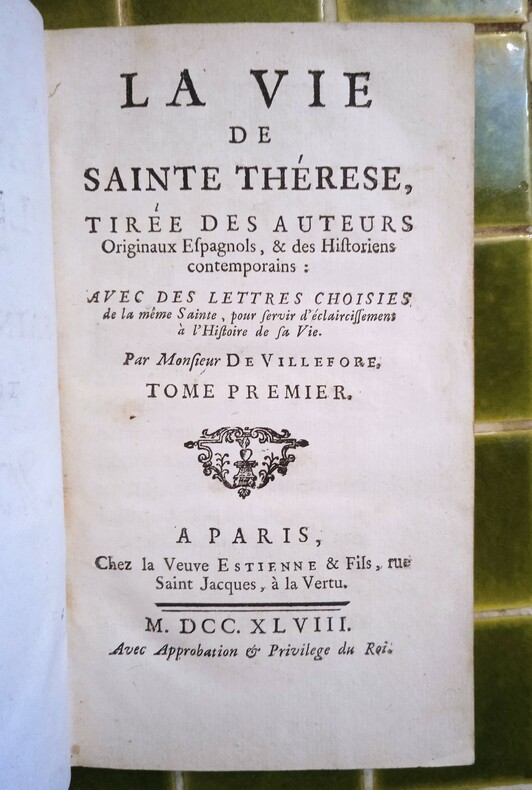 LA VIE
DE
SAINTE THÉRESE,
TIRÉE DES AUTEURS
Originaux Eſpagnols, & des Hiſtoriens
contemporains :
AVEC DES LETTRES CHOISIES
de la même Sainte, pour ſervir d'éclairciſſement
à l'Hiſtoire de ſa Vie.
Par Monſieur DE VILLEFORE.
TOME PREMIER.
A PARIS,
Chez la Veuve ESTIENNE & Fils, rue
Saint Jacques, à la Vertu.
M. DCC. XLVIII.
Avec Approbation & Privilege du Roi.